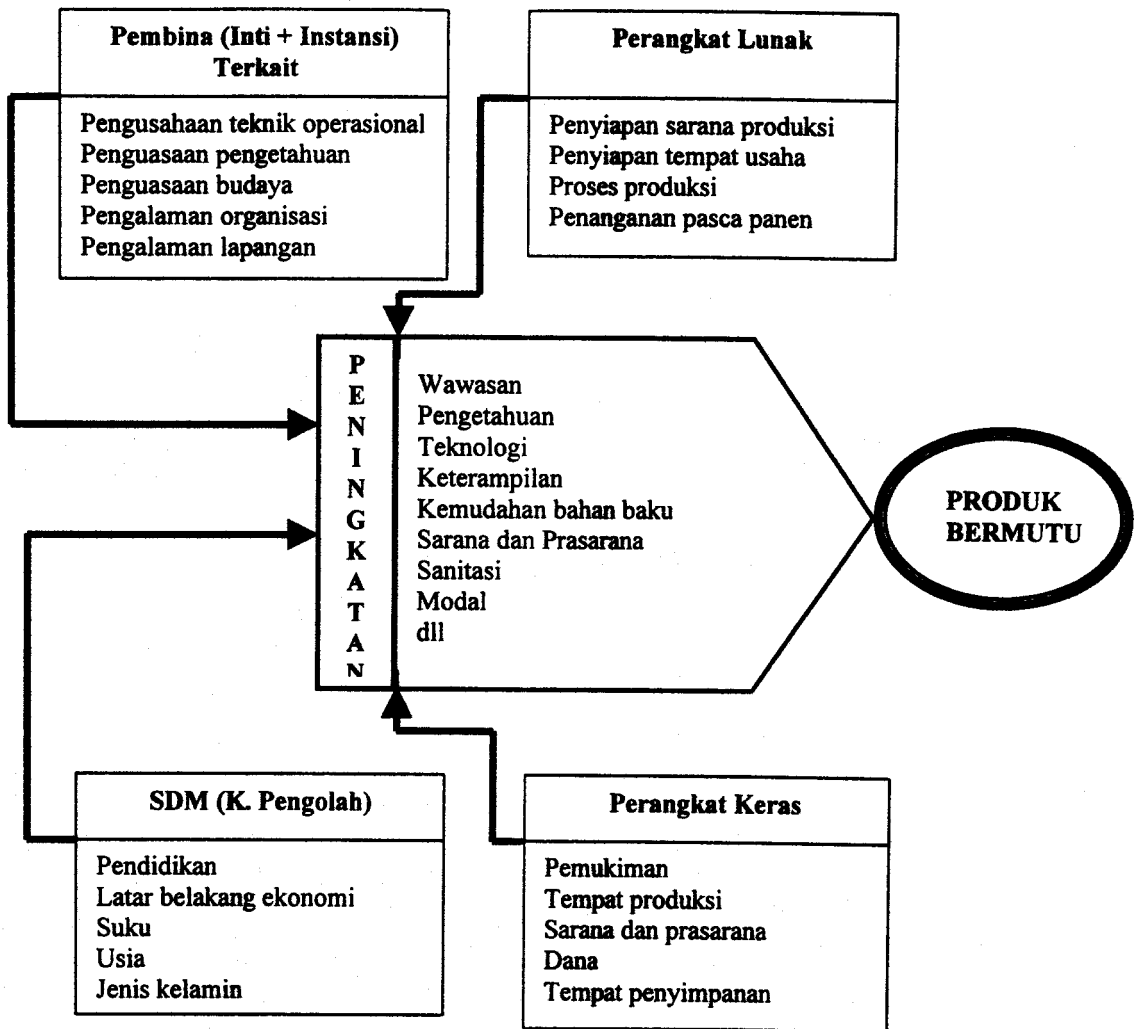 Pembina (Inti + Instansi)
Terkait
Pengusahaan teknik operasional
Penguasaan pengetahuan
Penguasaan budaya
Pengalaman organisasi
Pengalaman lapangan
Perangkat Lunak
Penyiapan sarana produksi
Penyiapan tempat usaha
Proses produksi
Penanganan pasca panen
P
E
N
I
N
G
K
A
T
A
N
Wawasan
Pengetahuan
Teknologi
Keterampilan
Kemudahan bahan baku
Sarana dan Prasarana
Sanitasi
Modal
dll
PRODUK
BERMUTU
SDM (K. Pengolah)
Pendidikan
Latar belakang ekonomi
Suku
Usia
Jenis kelamin
Perangkat Keras
Pemukiman
Tempat produksi
Sarana dan prasarana
Dana
Tempat penyimpanan